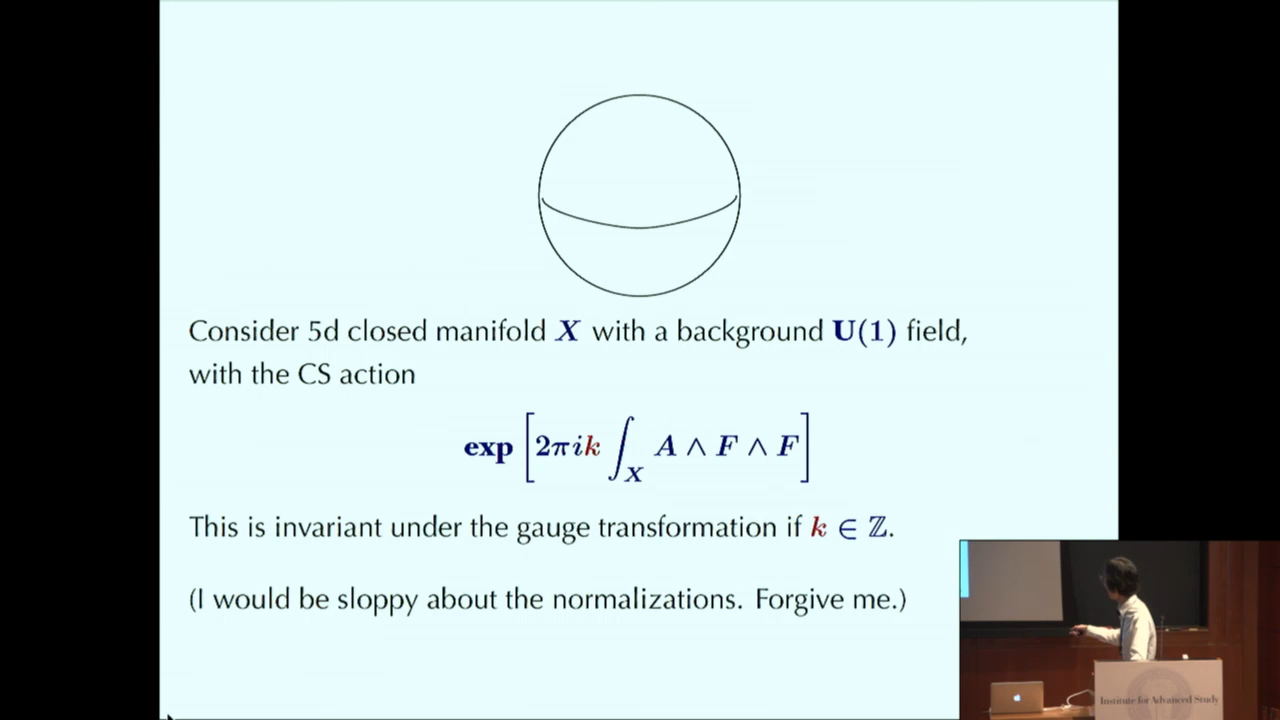 Consider 5d closed manifold X with a background U(1) field,
with the CS action
exp [2πik ∫_X A ∧ F ∧ F]
This is invariant under the gauge transformation if k ∈ ℤ.
(I would be sloppy about the normalizations. Forgive me.)
Institute for Advanced Study